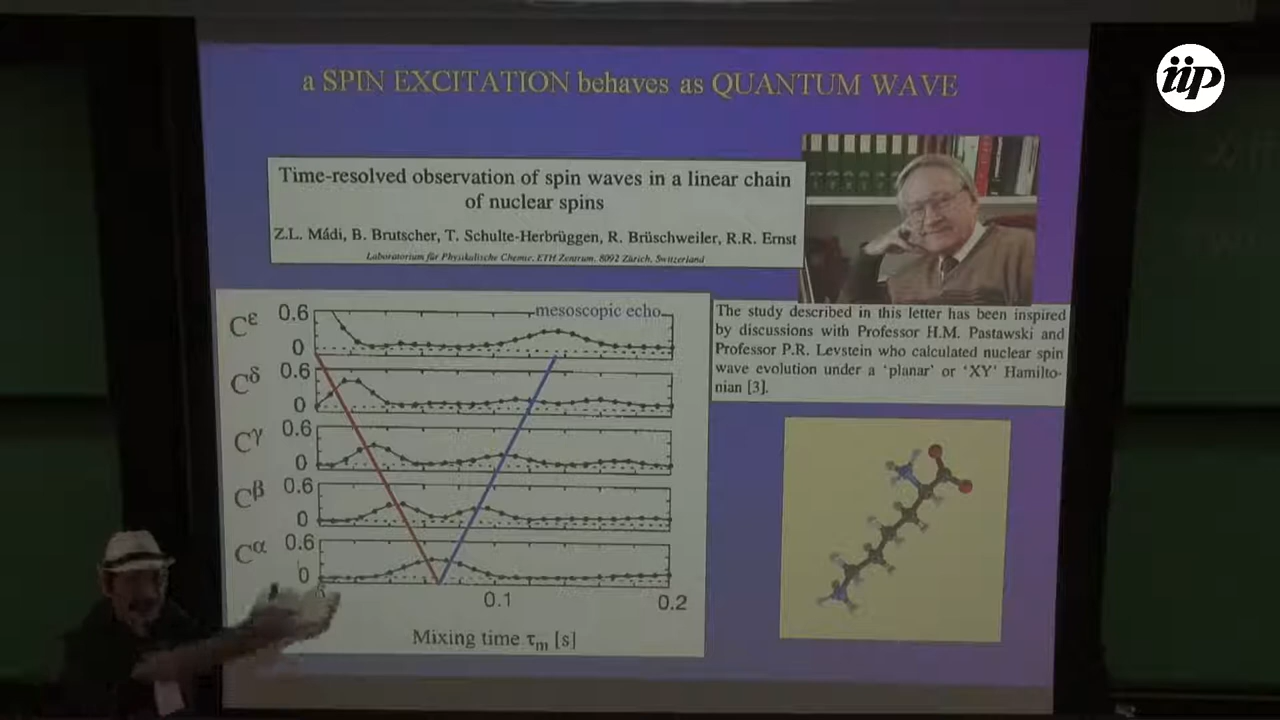 iip
a SPIN EXCITATION behaves as QUANTUM WAVE
Time-resolved observation of spin waves in a linear chain
of nuclear spins
Z.L. Mádi, B. Brutscher, T. Schulte-Herbrüggen, R. Brüschweiler, R.R. Ernst
Laboratorium für Physikalische Chemie, ETH Zentrum, 8092 Zürich, Switzerland
The study described in this letter has been inspired
by discussions with Professor H.M. Pastawski and
Professor P.R. Levstein who calculated nuclear spin
wave evolution under a ‘planar’ or ‘XY’ Hamilto-
nian [3].
mesoscopic echo
Cε 0.6
0
Cδ 0.6
0
Cγ 0.6
0
Cβ 0.6
0
Cα 0.6
0
0.1 0.2
Mixing time τm [s]